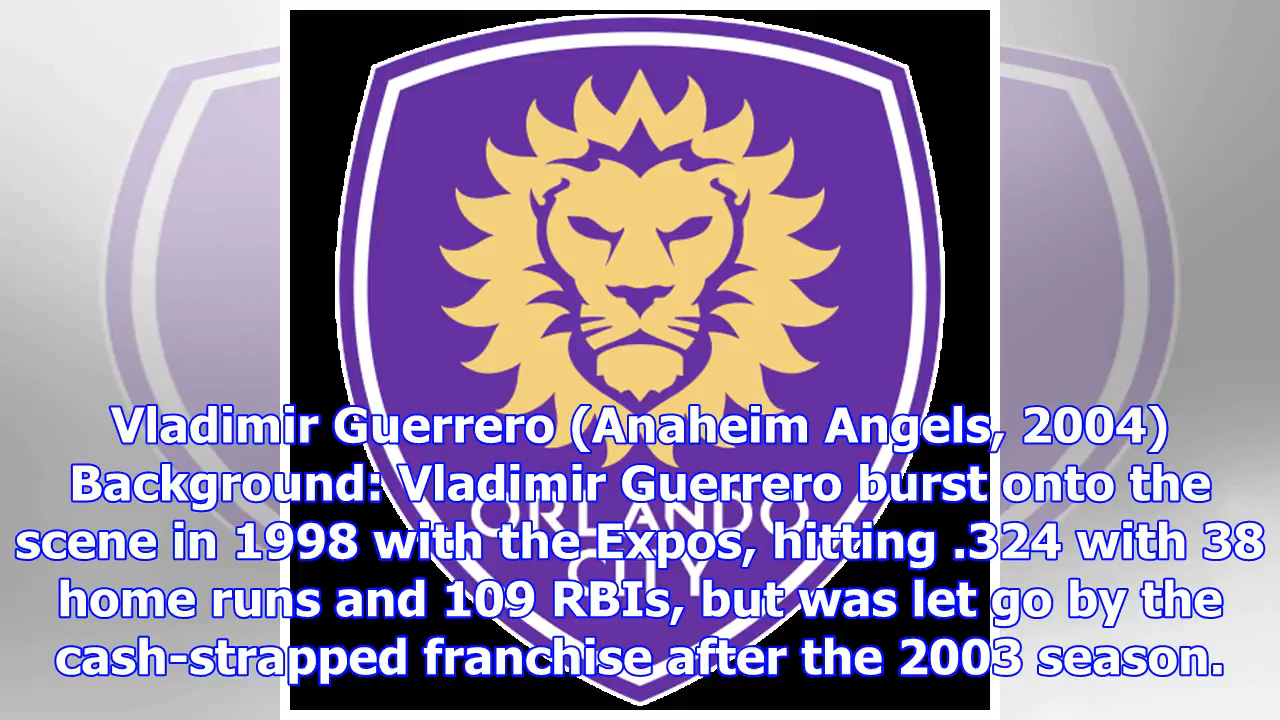 Vladimir Guerrero (Anaheim Angels, 2004)
Background: Vladimir Guerrero burst onto the
ORLANDO
scene in 1998 with the Expos, hitting .324 with 38
CITY
home runs and 109 RBIs, but was let go by the
cash-strapped franchise after the 2003 season.